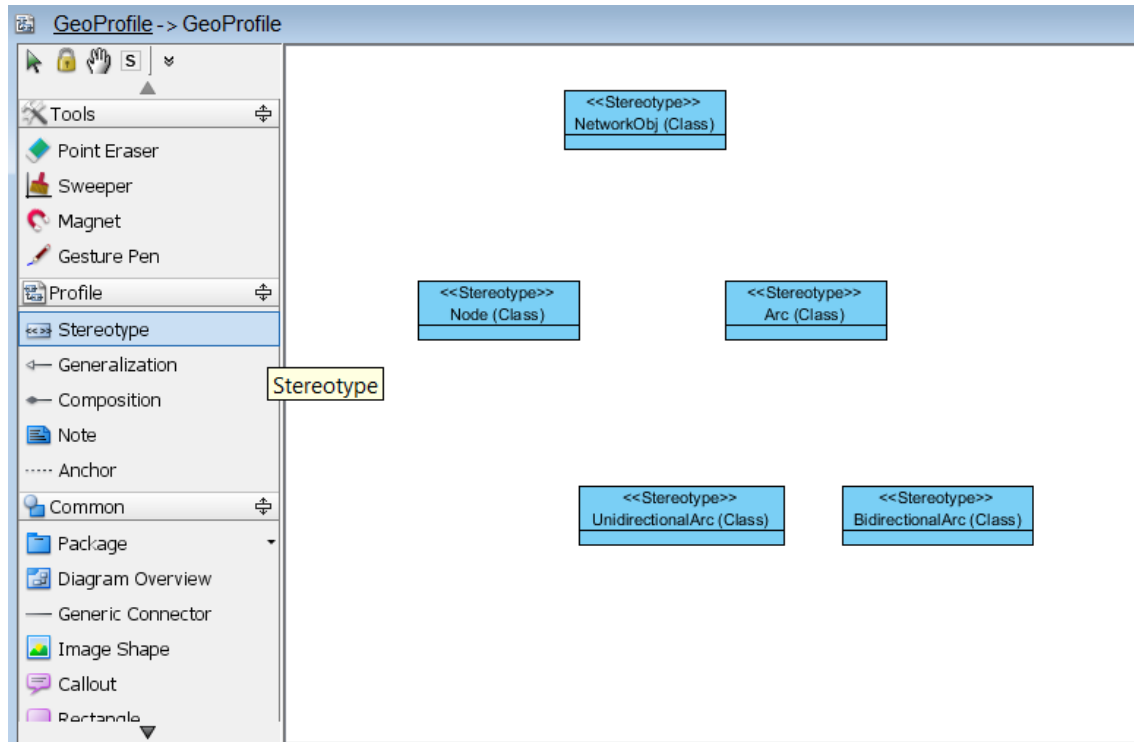 GeoProfile -> GeoProfile
S
Tools
Point Eraser
Sweeper
Magnet
Gesture Pen
Profile
Stereotype
Generalization
Composition
Note
Anchor
Common
Package
Diagram Overview
Generic Connector
Image Shape
Callout
Rectangle
Stereotype
<<Stereotype>>
NetworkObj (Class)
<<Stereotype>>
Node (Class)
<<Stereotype>>
Arc (Class)
<<Stereotype>>
UnidirectionalArc (Class)
<<Stereotype>>
BidirectionalArc (Class)